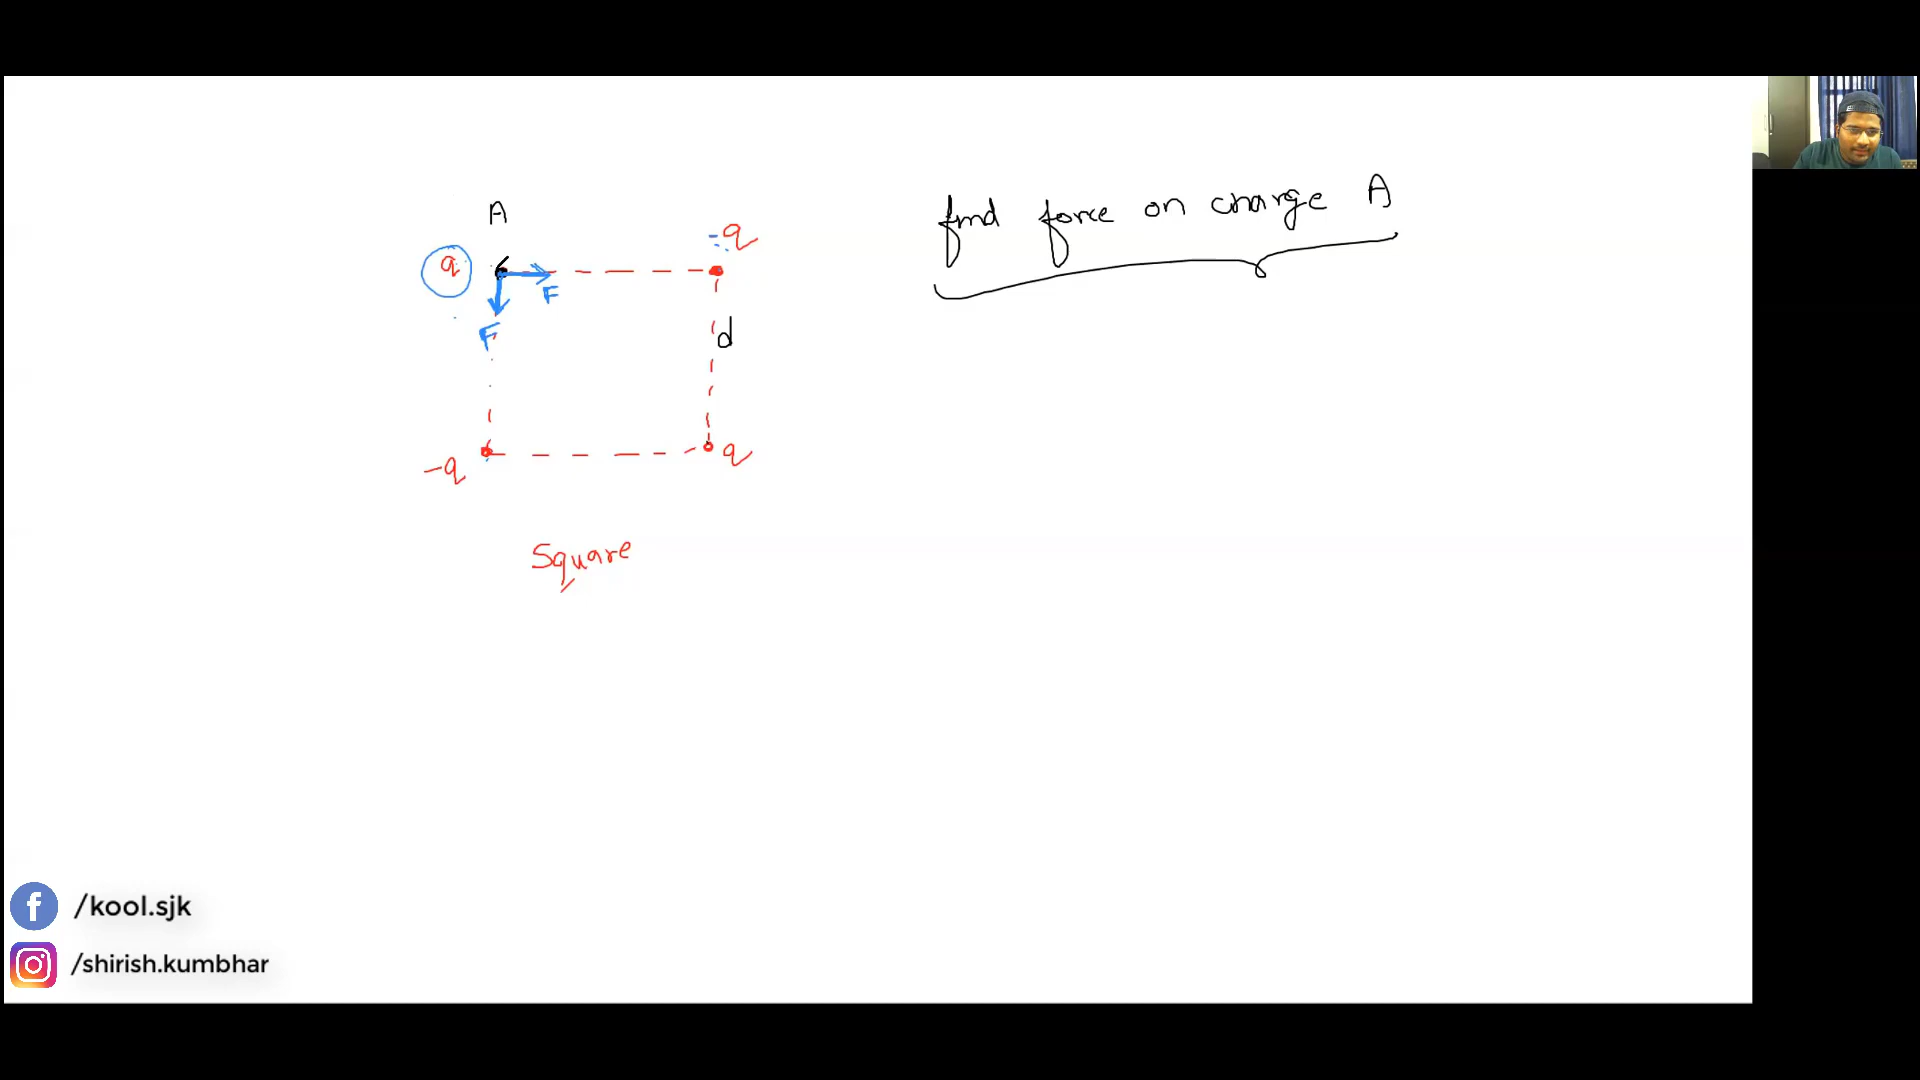 find force on charge A
A
q
-q
F
F
d
-q
q
Square
/kool.sjk
/shirish.kumbhar